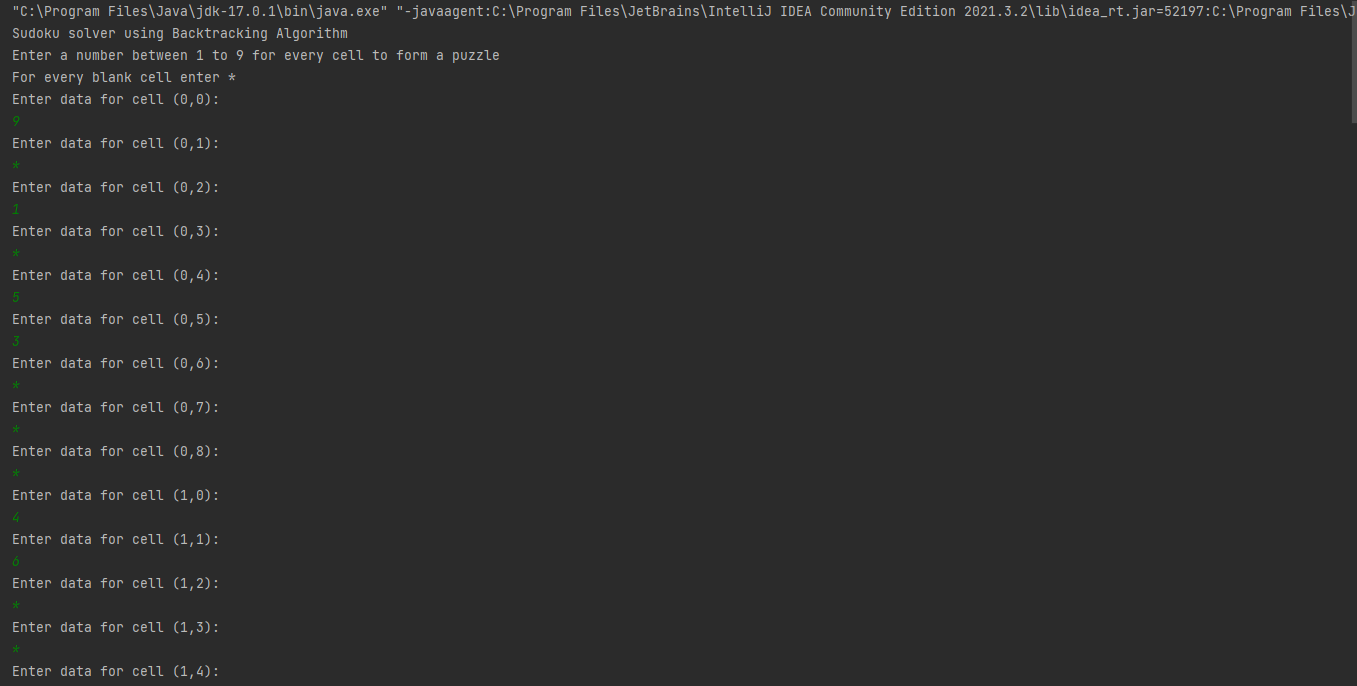 "C:\Program Files\Java\jdk-17.0.1\bin\java.exe" "-javaagent:C:\Program Files\JetBrains\IntelliJ IDEA Community Edition 2021.3.2\lib\idea_rt.jar=52197:C:\Program Files\J
Sudoku solver using Backtracking Algorithm
Enter a number between 1 to 9 for every cell to form a puzzle
For every blank cell enter *
Enter data for cell (0,0):
9
Enter data for cell (0,1):
*
Enter data for cell (0,2):
1
Enter data for cell (0,3):
*
Enter data for cell (0,4):
5
Enter data for cell (0,5):
3
Enter data for cell (0,6):
*
Enter data for cell (0,7):
*
Enter data for cell (0,8):
*
Enter data for cell (1,0):
4
Enter data for cell (1,1):
6
Enter data for cell (1,2):
*
Enter data for cell (1,3):
*
Enter data for cell (1,4):